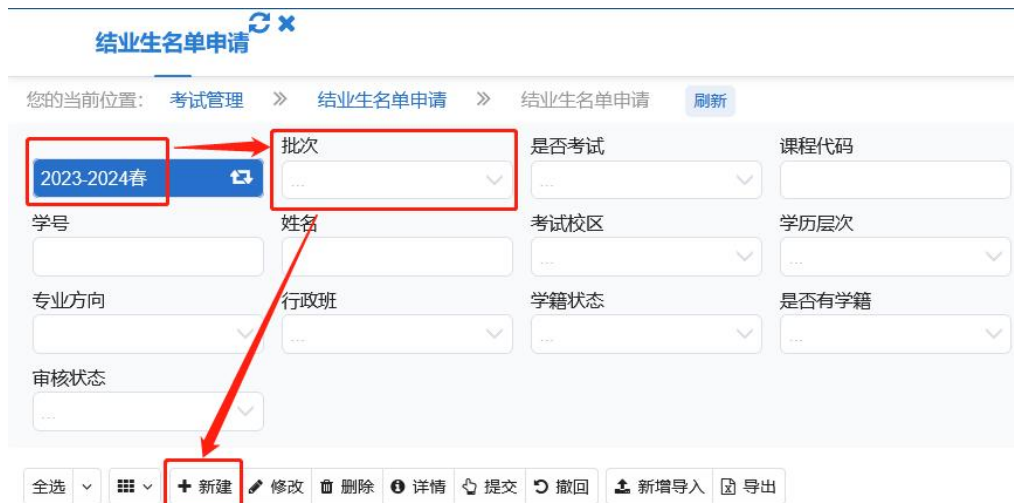 结业生名单申请
您的当前位置： 考试管理 » 结业生名单申请 » 结业生名单申请 刷新
批次 是否考试 课程代码
2023-2024春 ... ...
学号 姓名 考试校区 学历层次
... ...
专业方向 行政班 学籍状态 是否有学籍
... ... ...
审核状态
...
全选 新建 修改 删除 详情 提交 撤回 新增导入 导出